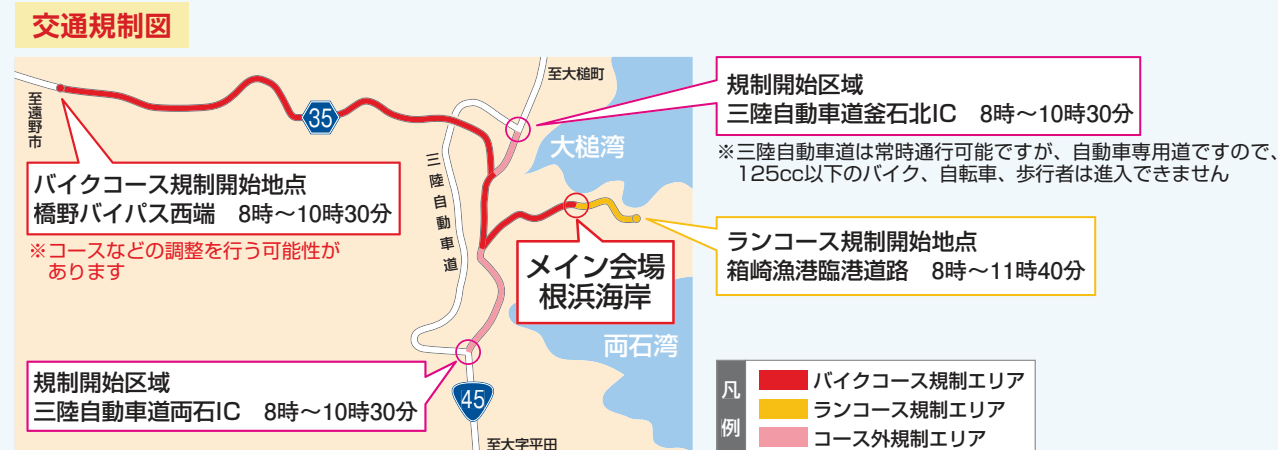 交通規制図
至遠野市
35
至大槌町
大槌湾
三陸自動車道
規制開始区域
三陸自動車道釜石北IC　8時～10時30分
※三陸自動車道は常時通行可能ですが、自動車専用道ですので、
125cc以下のバイク、自転車、歩行者は進入できません
バイクコース規制開始地点
橋野バイパス西端　8時～10時30分
※コースなどの調整を行う可能性が
あります
メイン会場
根浜海岸
ランコース規制開始地点
箱崎漁港臨港道路　8時～11時40分
両石湾
規制開始区域
三陸自動車道両石IC　8時～10時30分
45
至大字平田
凡例
バイクコース規制エリア
ランコース規制エリア
コース外規制エリア